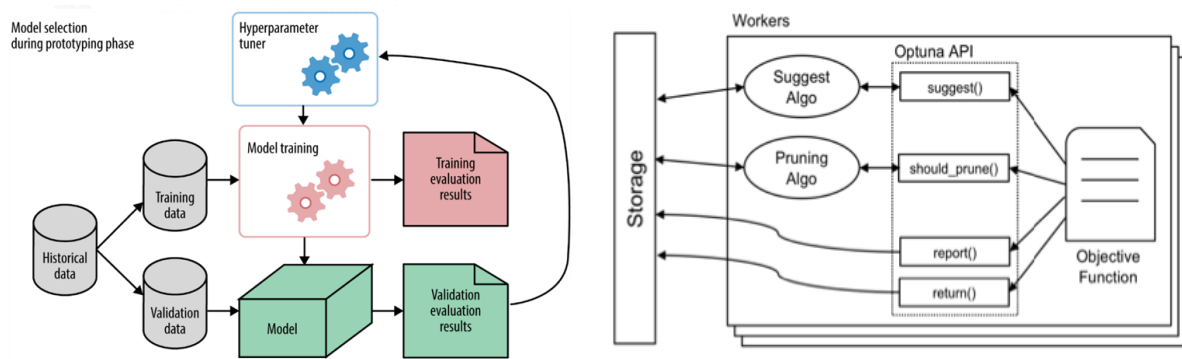 Model selection
during prototyping phase
Hyperparameter
tuner
Model training
Training
evaluation
results
Training
data
Historical
data
Validation
data
Model
Validation
evaluation
results
Workers
Optuna API
Storage
Suggest
Algo
suggest()
Pruning
Algo
should_prune()
report()
return()
Objective
Function